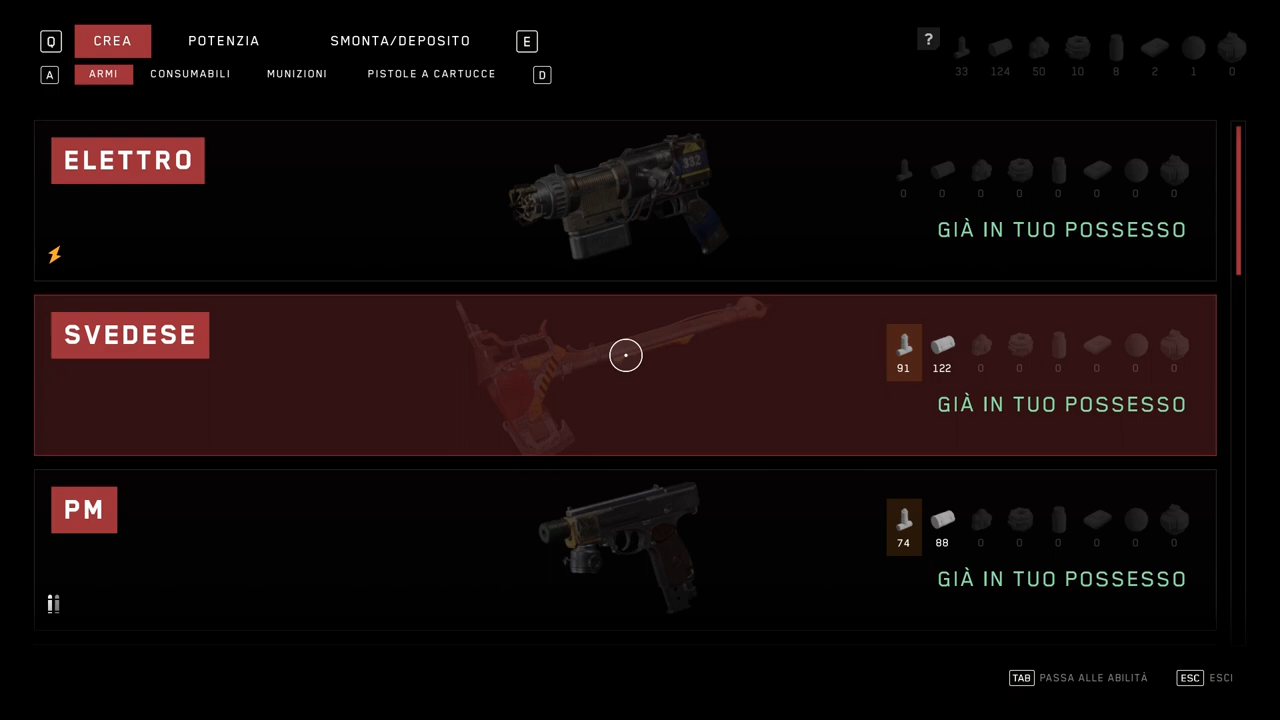 Q CREA POTENZIA SMONTA/DEPOSITO E
A ARMI CONSUMABILI MUNIZIONI PISTOLE A CARTUCCE D
?
33 124 50 10 8 2 1 0
ELETTRO
332
0 0 0 0 0 0 0 0
GIÀ IN TUO POSSESSO
SVEDESE
91 122 0 0 0 0 0 0
GIÀ IN TUO POSSESSO
PM
74 88 0 0 0 0 0 0
GIÀ IN TUO POSSESSO
TAB PASSA ALLE ABILITÀ ESC ESCI